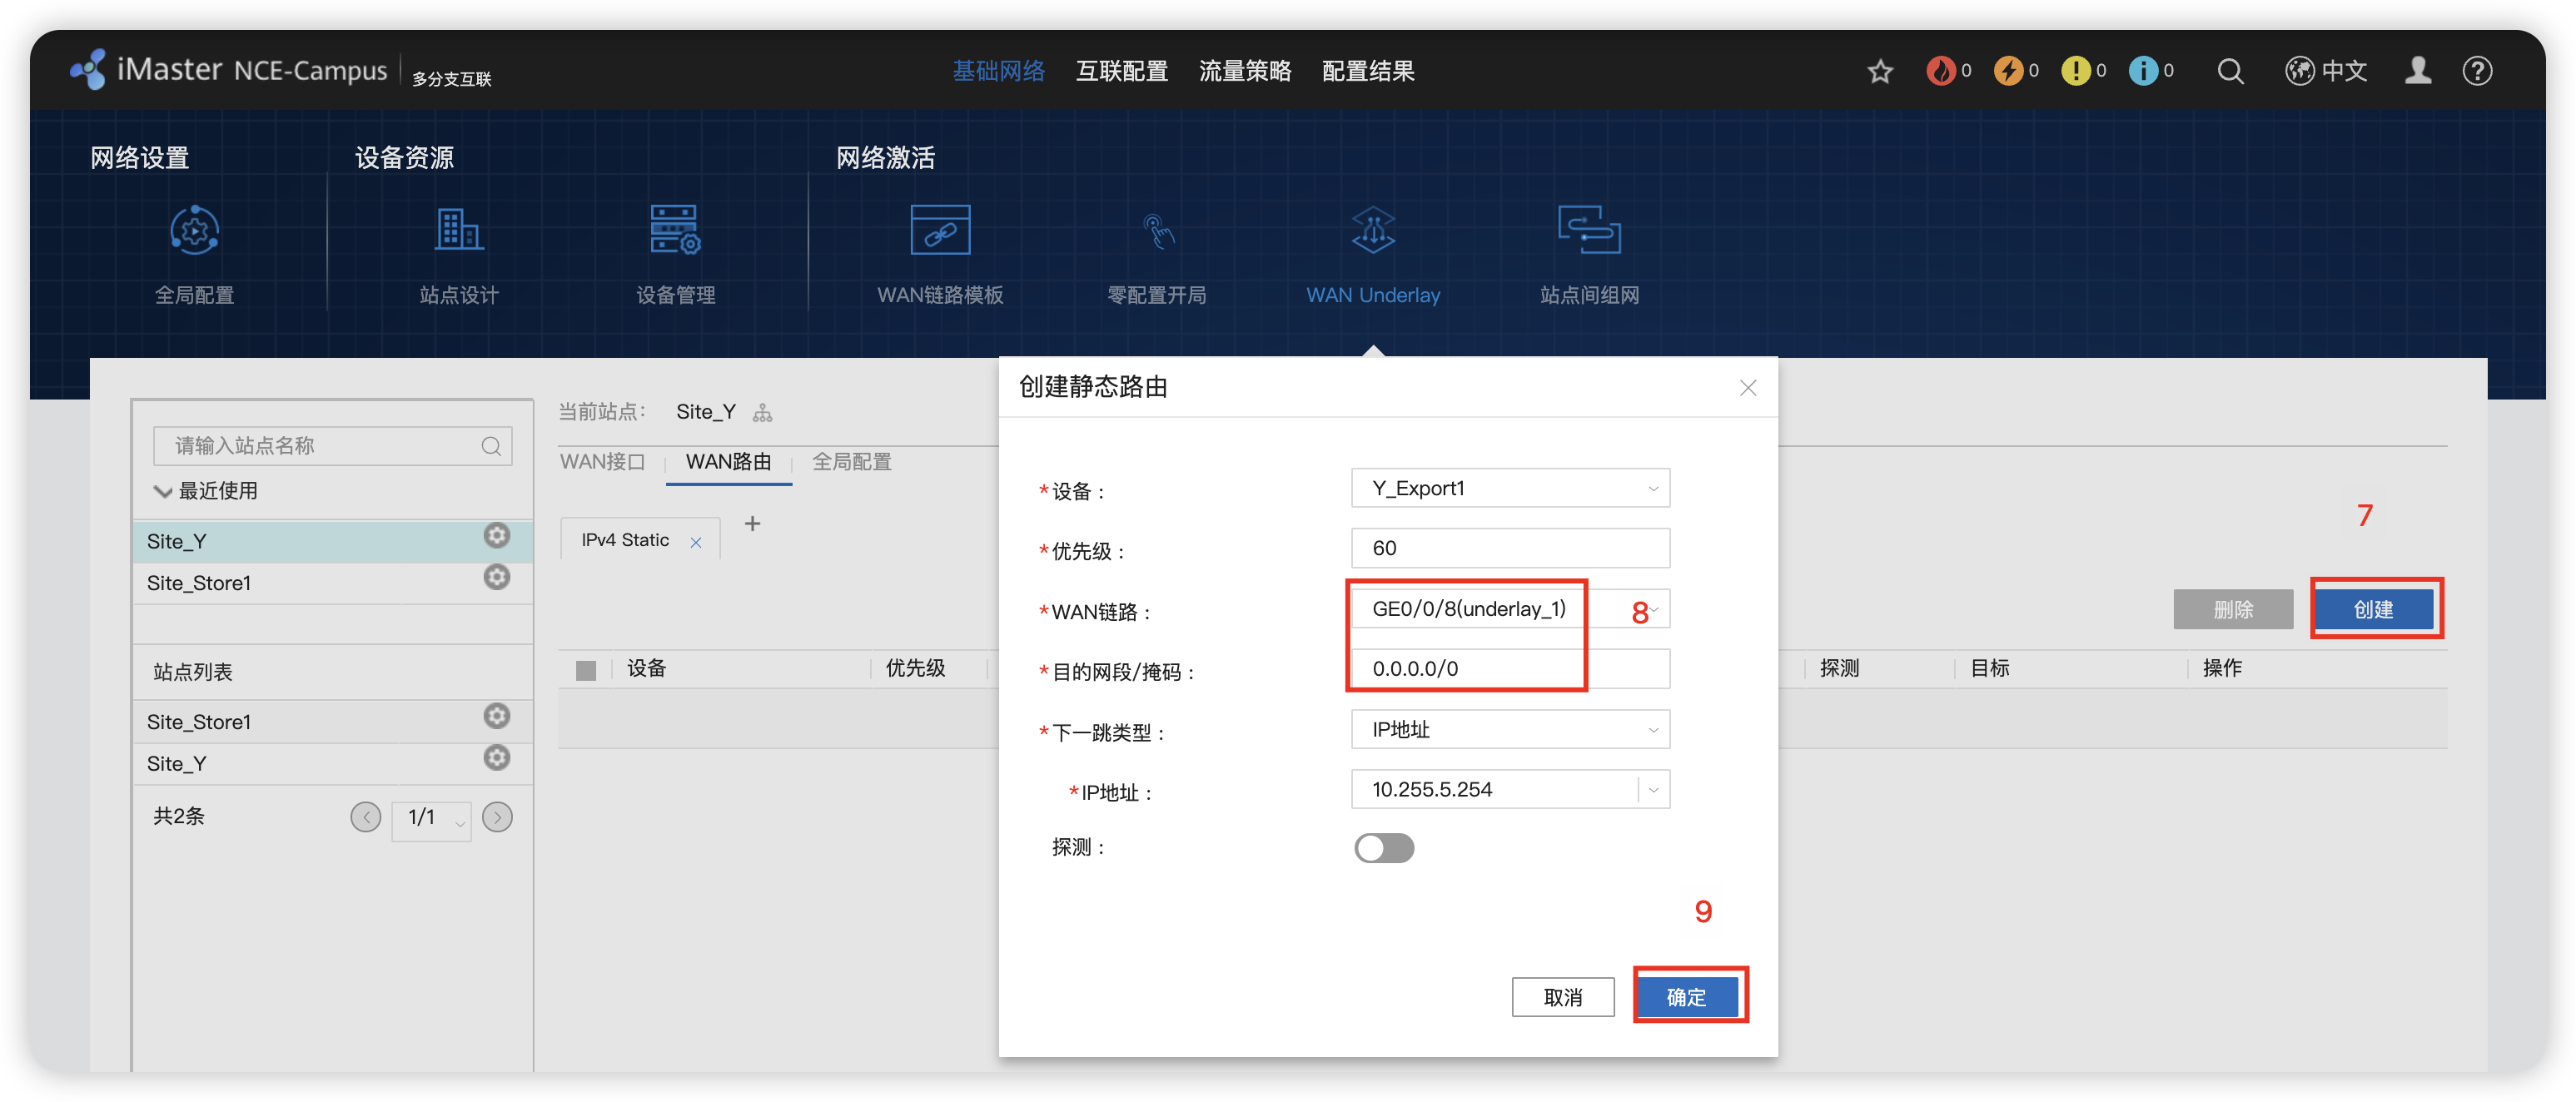 iMaster NCE-Campus 多分支互联 基础网络 互联配置 流量策略 配置结果 0 0 0 0 中文
网络设置 设备资源 网络激活
全局配置 站点设计 设备管理 WAN链路模板 零配置开局 WAN Underlay 站点间组网
请输入站点名称
最近使用
Site_Y
Site_Store1
站点列表
Site_Store1
Site_Y
共2条 1/1
当前站点： Site_Y
WAN接口 WAN路由 全局配置
IPv4 Static × +
7
删除 创建
设备 优先级 探测 目标 操作
创建静态路由
*设备： Y_Export1
*优先级： 60
*WAN链路： GE0/0/8(underlay_1) 8
*目的网段/掩码： 0.0.0.0/0
*下一跳类型： IP地址
*IP地址： 10.255.5.254
探测：
9
取消 确定